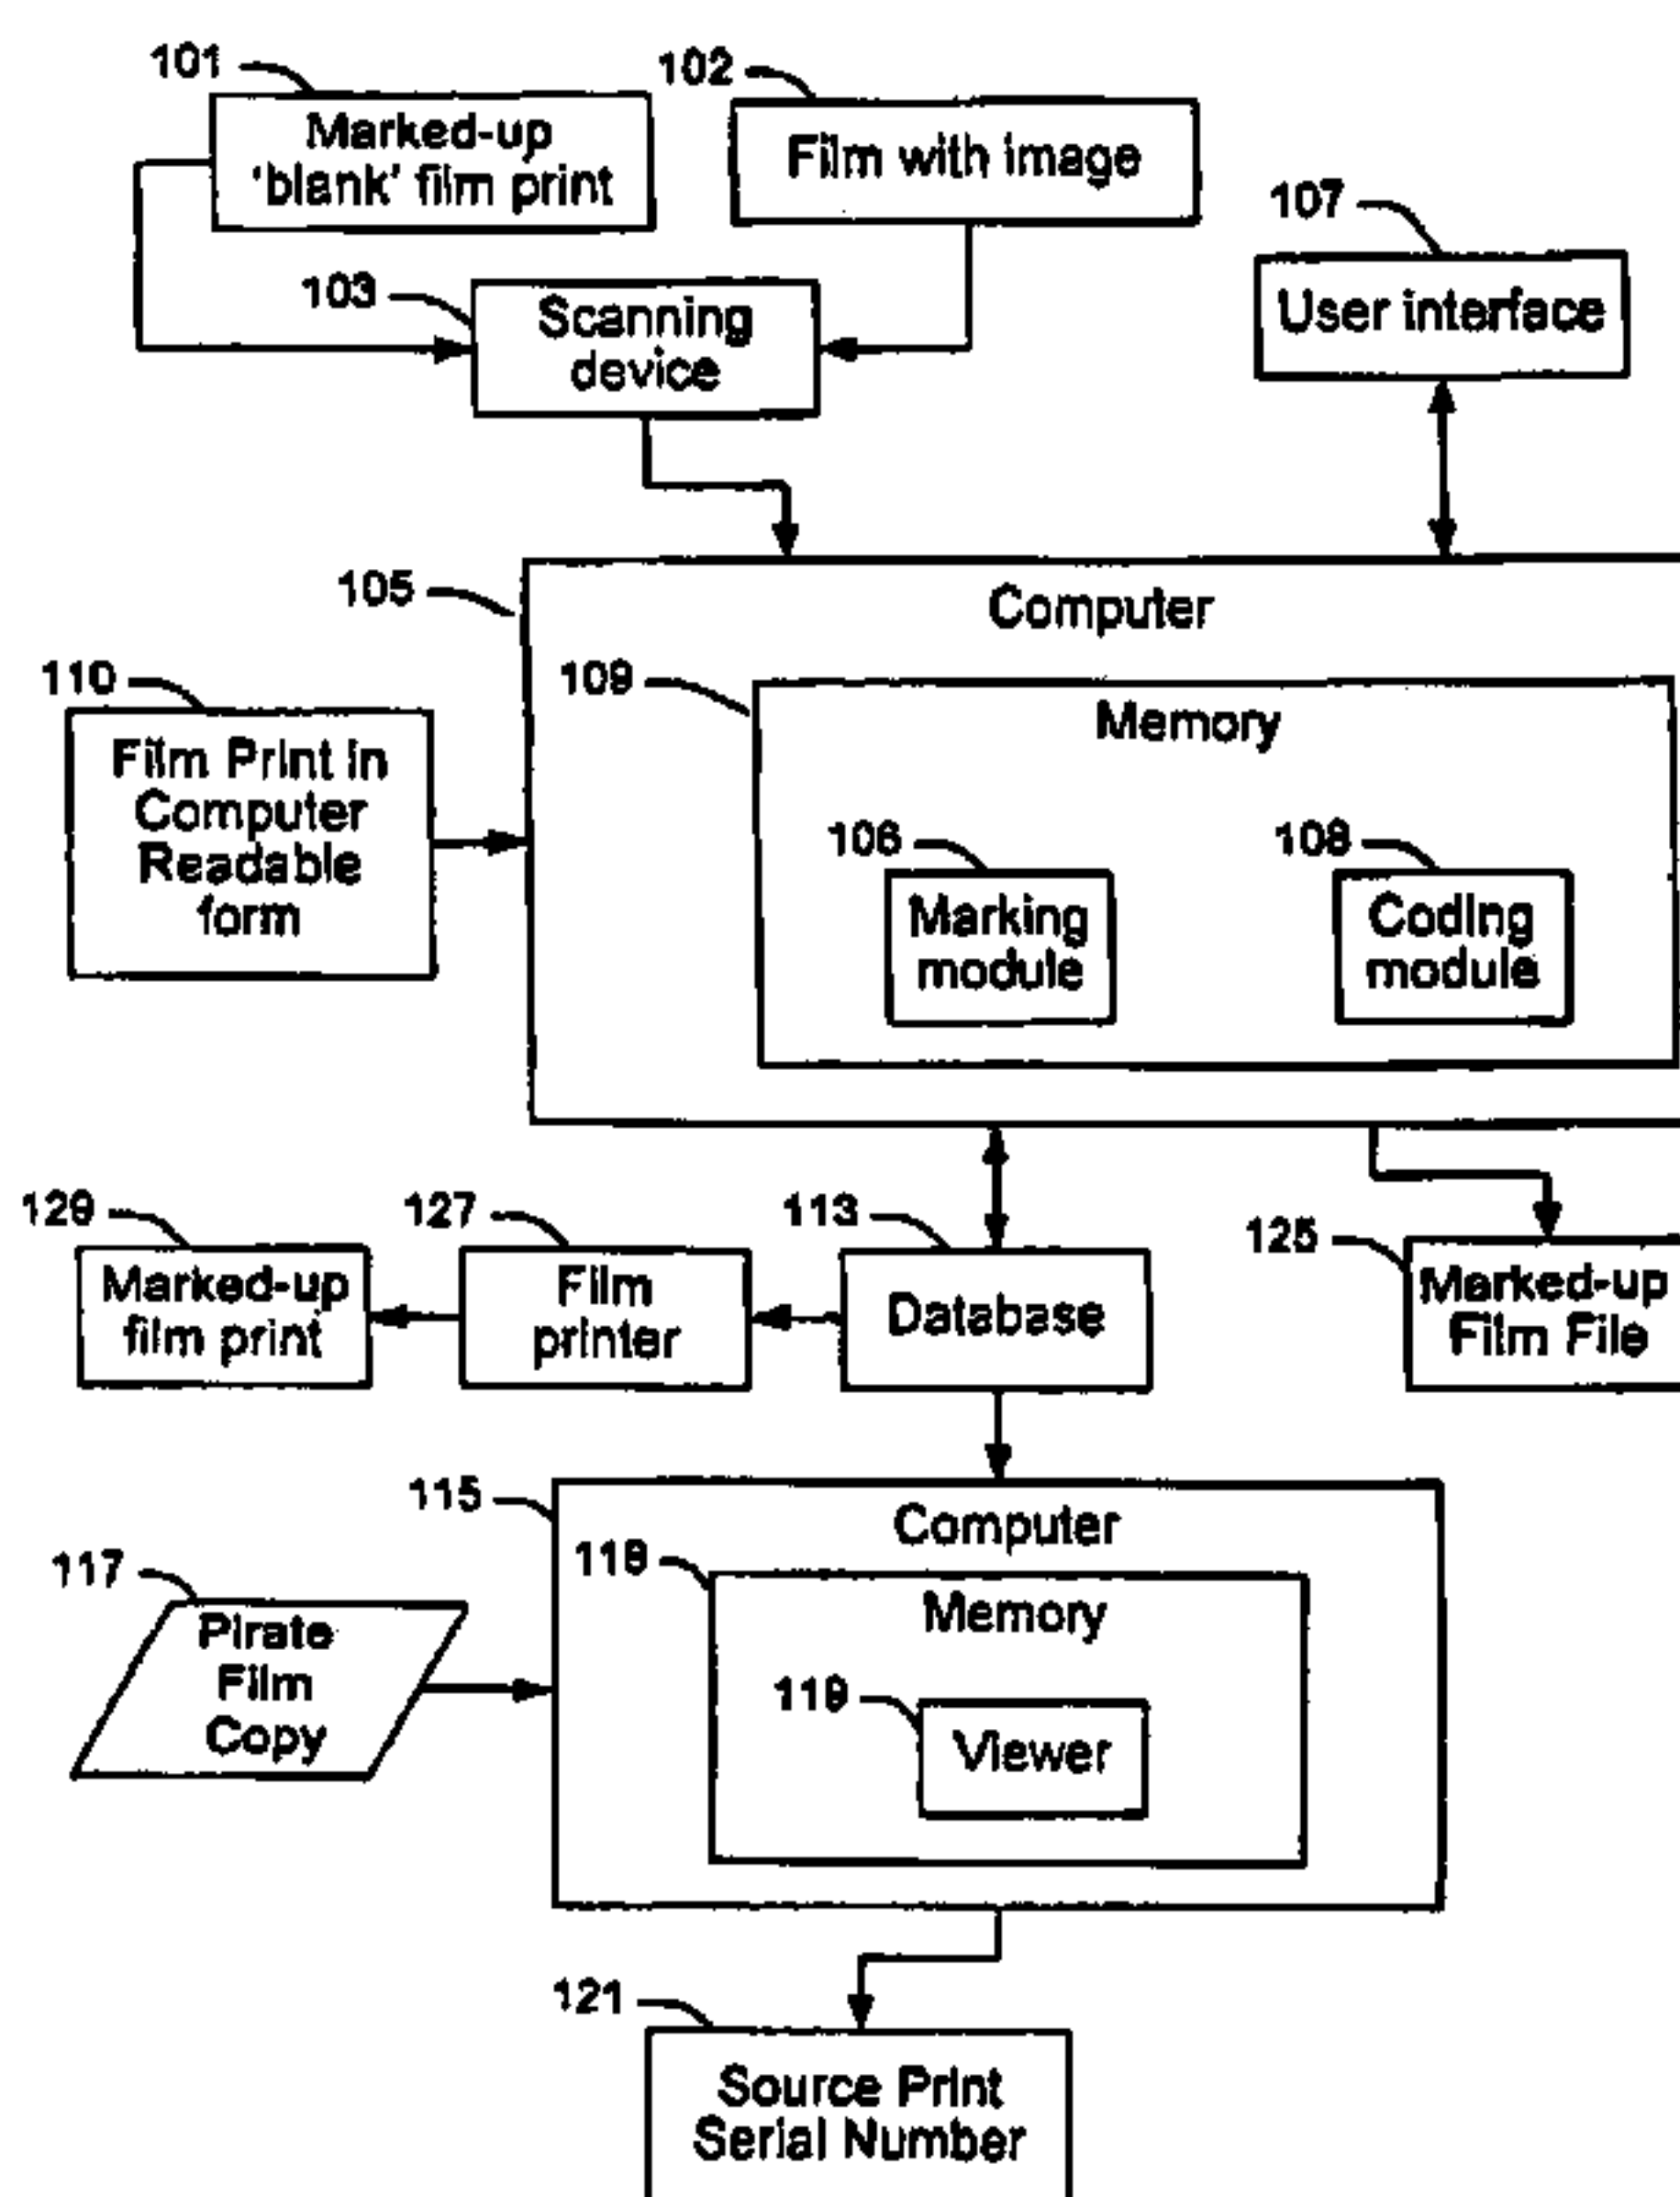 101
Marked-up
'blank' film print
102
Film with image
107
User interface
103
Scanning
device
105
Computer
110
Film Print in
Computer
Readable
form
109
Memory
106
Marking
module
108
Coding
module
129
Marked-up
film print
127
Film
printer
113
Database
125
Marked-up
Film File
115
Computer
118
Memory
117
Pirate
Film
Copy
119
Viewer
121
Source Print
Serial Number